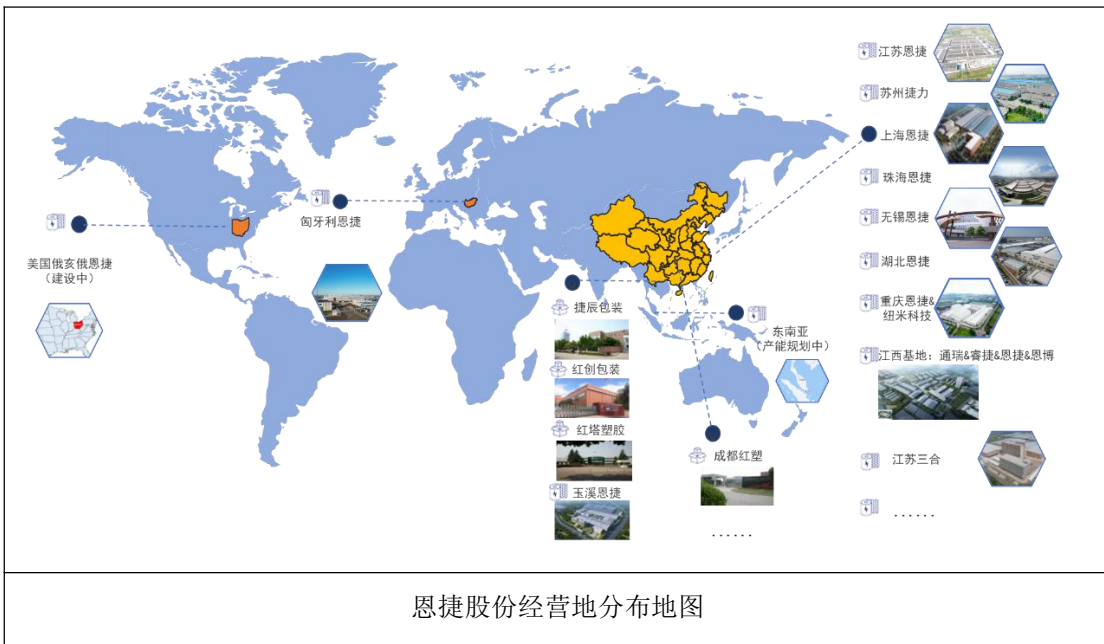 江苏恩捷
苏州捷力
上海恩捷
珠海恩捷
无锡恩捷
湖北恩捷
重庆恩捷&
纽米科技
江西基地：通瑞&睿捷&恩捷&恩博
江苏三合
......
匈牙利恩捷
美国俄亥俄恩捷
（建设中）
捷辰包装
红创包装
红塔塑胶
玉溪恩捷
东南亚
（产能规划中）
成都红塑
......
恩捷股份经营地分布地图